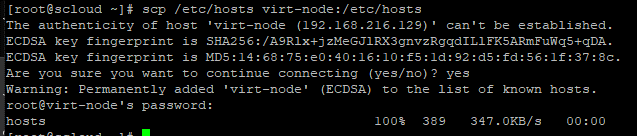 [root@scloud ~]# scp /etc/hosts virt-node:/etc/hosts
The authenticity of host 'virt-node (192.168.216.129)' can't be established.
ECDSA key fingerprint is SHA256:/A9Rlx+jzMeGJlRX3gnvzRgqdILlFK5ARmFuWq5+qDA.
ECDSA key fingerprint is MD5:14:68:75:e0:40:16:10:f5:1d:92:d5:fd:56:1f:37:8c.
Are you sure you want to continue connecting (yes/no)? yes
Warning: Permanently added 'virt-node' (ECDSA) to the list of known hosts.
root@virt-node's password:
hosts 100% 389 347.0KB/s 00:00
[root@scloud ~]#